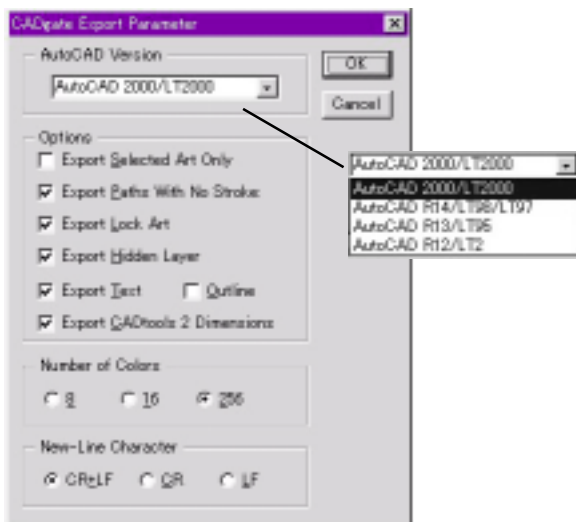 CADgate Export Parameter
AutoCAD Version
AutoCAD 2000/LT2000
OK
Cancel
Options
Export Selected Art Only
Export Paths With No Stroke
Export Lock Art
Export Hidden Layer
Export Text
Outline
Export CADtools 2 Dimensions
Number of Colors
8
16
256
New-Line Character
CR+LF
CR
LF
AutoCAD 2000/LT2000
AutoCAD 2000/LT2000
AutoCAD R14/LT98/LT97
AutoCAD R13/LT95
AutoCAD R12/LT2